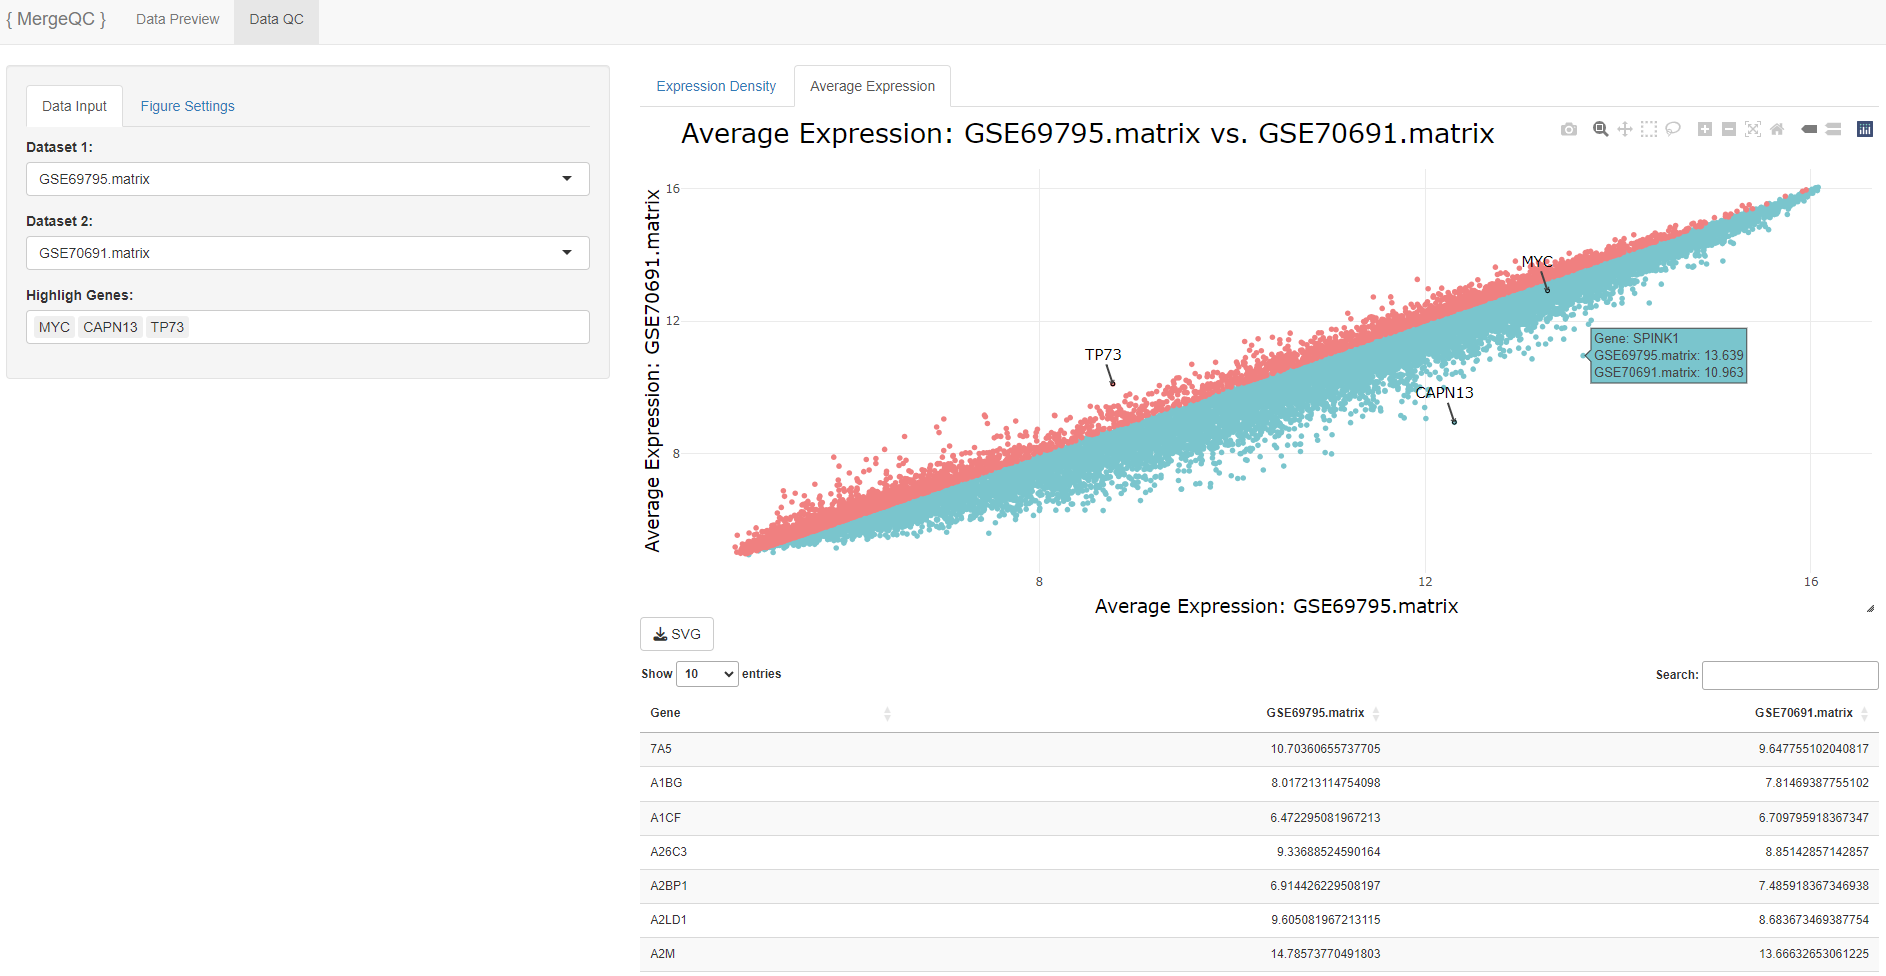 { MergeQC } Data Preview Data QC
Data Input Figure Settings
Dataset 1:
GSE69795.matrix
Dataset 2:
GSE70691.matrix
Highligh Genes:
MYC CAPN13 TP73
Expression Density Average Expression
Average Expression: GSE69795.matrix vs. GSE70691.matrix
Average Expression: GSE70691.matrix
16
12
8
MYC
TP73
CAPN13
Gene: SPINK1
GSE69795.matrix: 13.639
GSE70691.matrix: 10.963
8 12 16
Average Expression: GSE69795.matrix
SVG
Show 10 entries Search:
Gene GSE69795.matrix GSE70691.matrix
7A5 10.70360655737705 9.647755102040817
A1BG 8.017213114754098 7.81469387755102
A1CF 6.472295081967213 6.709795918367347
A26C3 9.33688524590164 8.85142857142857
A2BP1 6.914426229508197 7.485918367346938
A2LD1 9.605081967213115 8.683673469387754
A2M 14.78573770491803 13.66632653061225